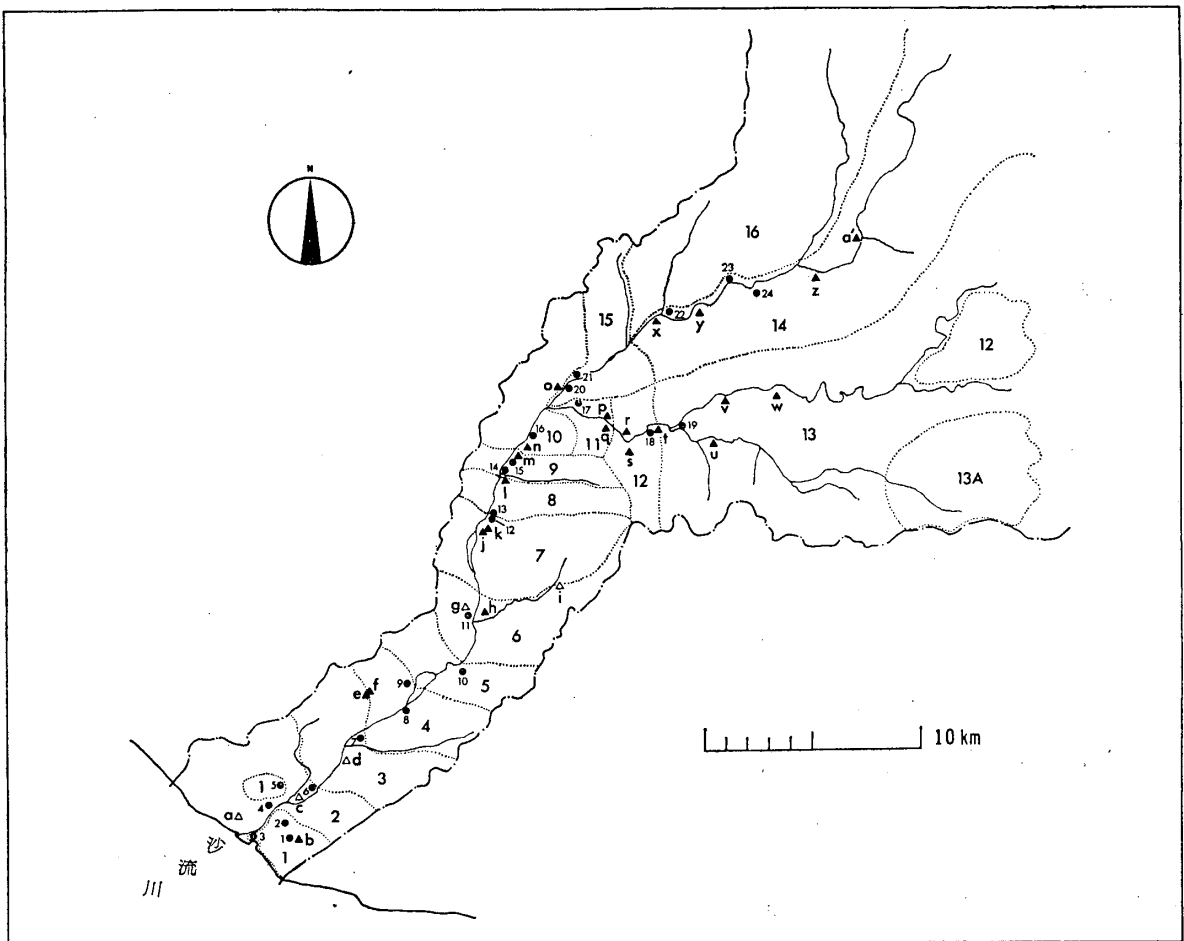 N
16
a'
23
z
24
15
22
x
y
14
12
21
o
20
17
p
v
w
16
10
q
r
18
t
19
13
n
11
s
u
14
15
m
9
12
13A
l
8
13
12
j
k
7
g
h
i
11
6
10
e
f
9
5
8
4
10 km
7
d
3
1
5
6
c
4
2
a
2
3
1
b
1
沙流川